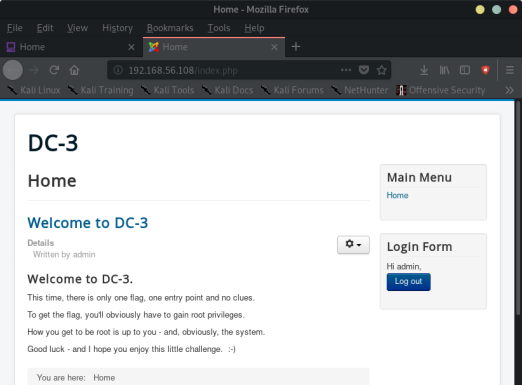 Home - Mozilla Firefox
File Edit View History Bookmarks Tools Help
Home × Home × +
192.168.56.108/index.php
Kali Linux Kali Training Kali Tools Kali Docs Kali Forums NetHunter Offensive Security »
DC-3
Home
Welcome to DC-3
Details
Written by admin
Welcome to DC-3.
This time, there is only one flag, one entry point and no clues.
To get the flag, you'll obviously have to gain root privileges.
How you get to be root is up to you - and, obviously, the system.
Good luck - and I hope you enjoy this little challenge. :-)
You are here: Home
Main Menu
Home
Login Form
Hi admin,
Log out